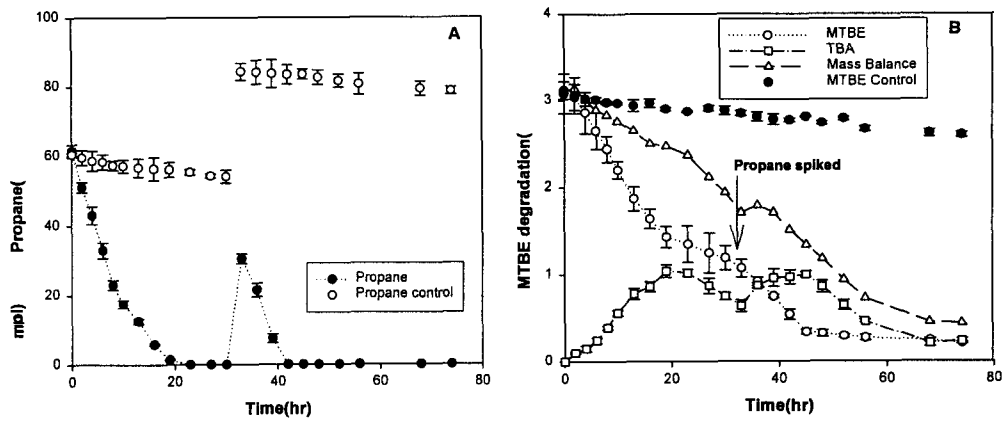 A
100
80
60
40
20
0
Propane(
mpl)
Propane
Propane control
0 20 40 60 80
Time(hr)
B
MTBE
TBA
Mass Balance
MTBE Control
4
3
2
1
0
MTBE degradation(
Propane spiked
0 20 40 60 80
Time(hr)